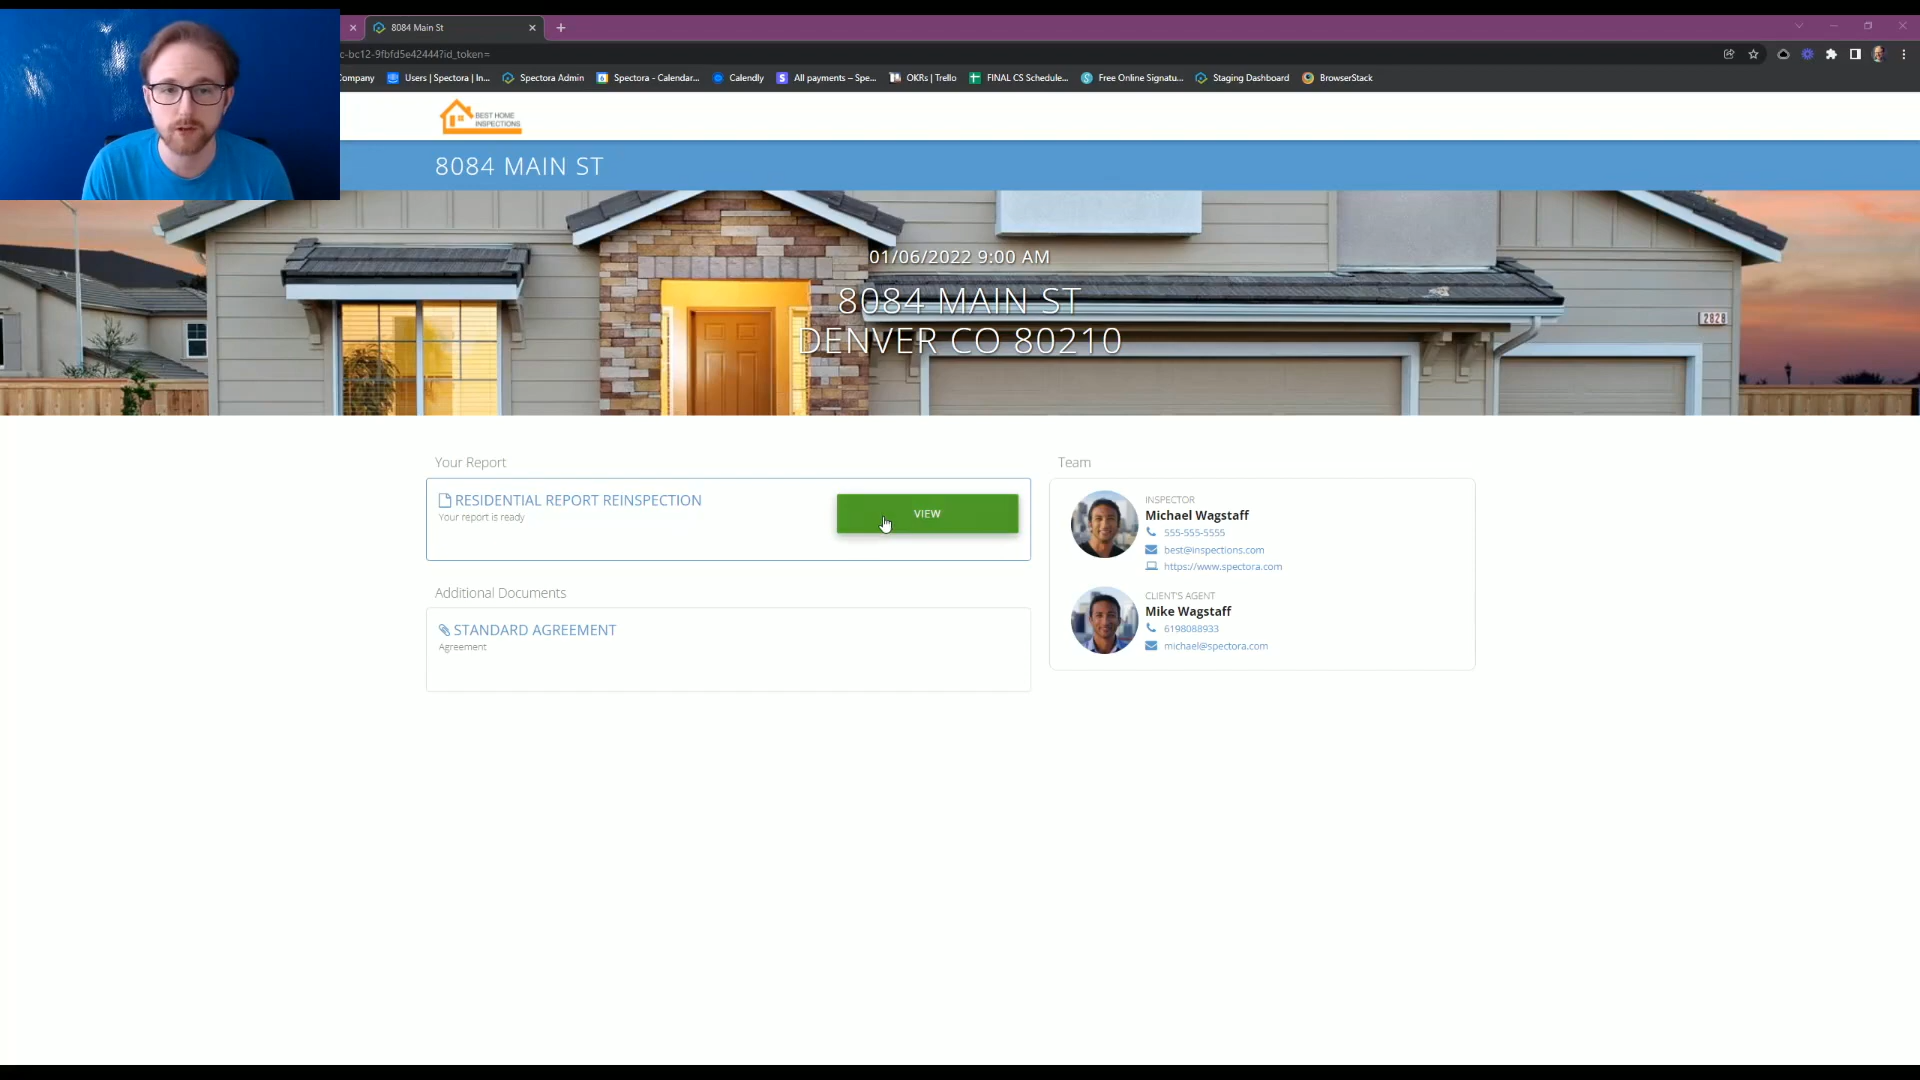 8084 Main St
c-bc12-9fbfd5e42444?id_token=
Company
Users | Spectora | In...
Spectora Admin
Spectora - Calendar...
Calendly
All payments – Spe...
OKRs | Trello
FINAL CS Schedule...
Free Online Signatu...
Staging Dashboard
BrowserStack
BEST HOME
INSPECTIONS
8084 MAIN ST
01/06/2022 9:00 AM
8084 MAIN ST
DENVER CO 80210
2828
Your Report
RESIDENTIAL REPORT REINSPECTION
Your report is ready
VIEW
Additional Documents
STANDARD AGREEMENT
Agreement
Team
INSPECTOR
Michael Wagstaff
555-555-5555
best@inspections.com
https://www.spectora.com
CLIENT'S AGENT
Mike Wagstaff
6198088933
michael@spectora.com